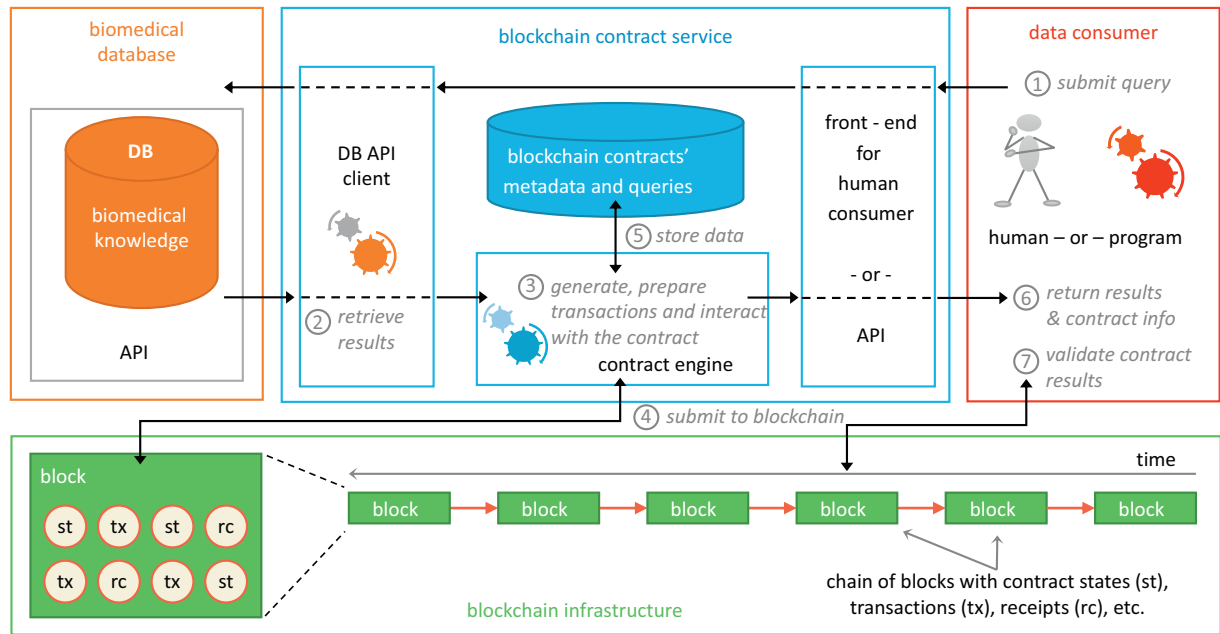 biomedical
database
blockchain contract service
data consumer
1 submit query
DB
biomedical
knowledge
API
DB API
client
blockchain contracts’
metadata and queries
front - end
for
human
consumer
- or -
API
human – or – program
5 store data
2 retrieve
results
3 generate, prepare
transactions and interact
with the contract
contract engine
6 return results
& contract info
7 validate contract
results
4 submit to blockchain
block
st tx st rc
tx rc tx st
time
block block block block block block
chain of blocks with contract states (st),
transactions (tx), receipts (rc), etc.
blockchain infrastructure